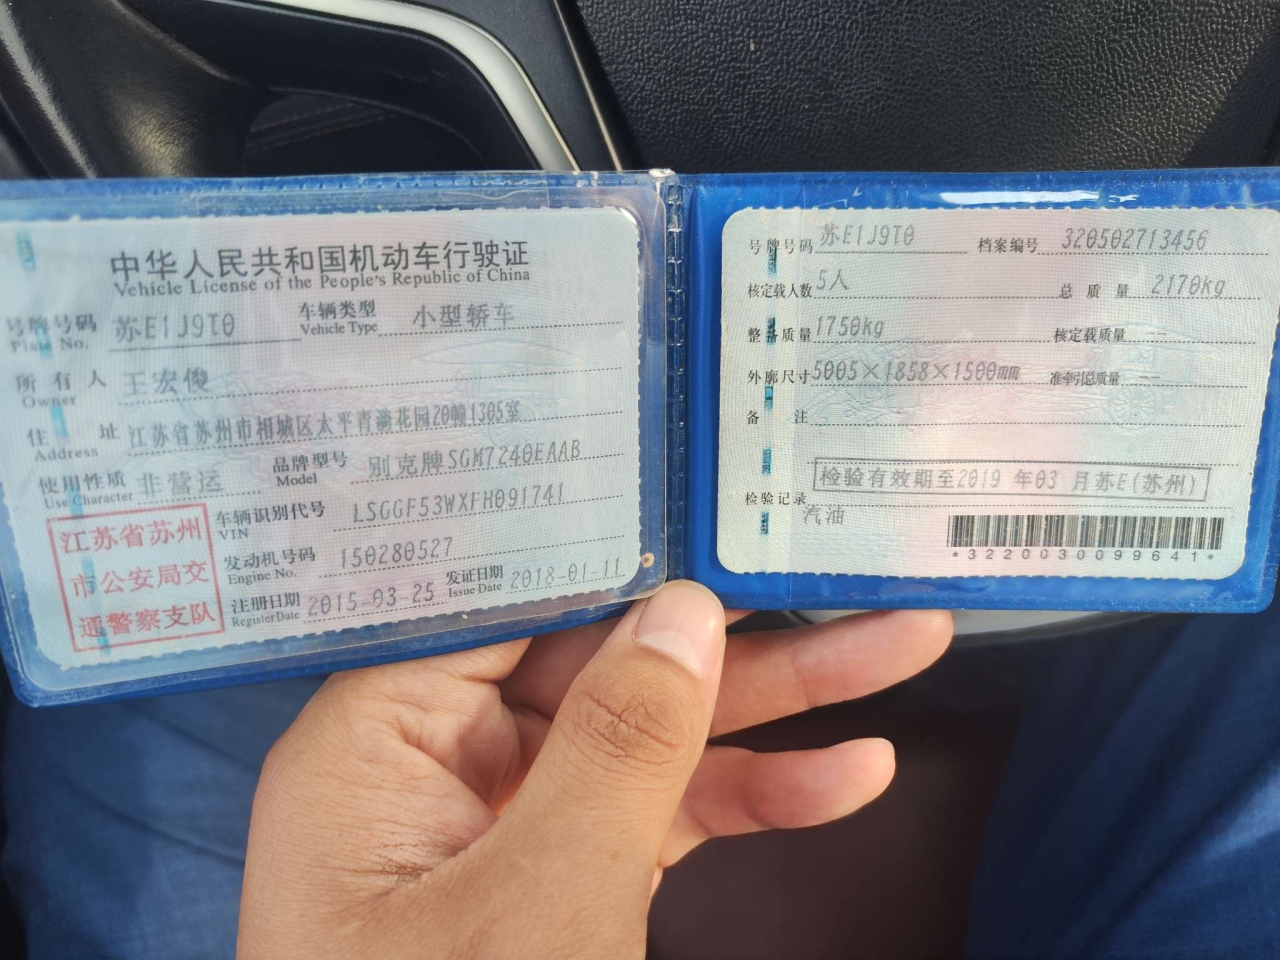 中华人民共和国机动车行驶证
Vehicle License of the People's Republic of China
号牌号码 苏E1J9T0 车辆类型 小型轿车
Plate No. Vehicle Type
所有人 王宏俊
Owner
住址 江苏省苏州市相城区太平青漪花园20幢1305室
Address
使用性质 非营运 品牌型号 别克牌SGM7240EAAB
Use Character Model
车辆识别代号 LSGGF53WXFH091741
VIN
发动机号码 150280527
Engine No.
注册日期 2015-03-25 发证日期 2018-01-11
Register Date Issue Date
江苏省苏州
市公安局交
通警察支队
号牌号码 苏E1J9T0 档案编号 320502713456
核定载人数 5人 总质量 2170kg
整备质量 1750kg 核定载质量 --
外廓尺寸 5005×1858×1500mm 准牵引总质量 --
备注
检验有效期至2019年03月苏E(苏州)
检验记录
汽油
*3220030099641*